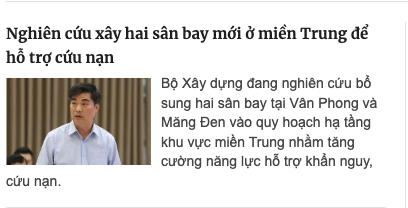 Nghiên cứu xây hai sân bay mới ở miền Trung để
hỗ trợ cứu nạn
Bộ Xây dựng đang nghiên cứu bổ
sung hai sân bay tại Vân Phong và
Măng Đen vào quy hoạch hạ tầng
khu vực miền Trung nhằm tăng
cường năng lực hỗ trợ khẩn nguy,
cứu nạn.